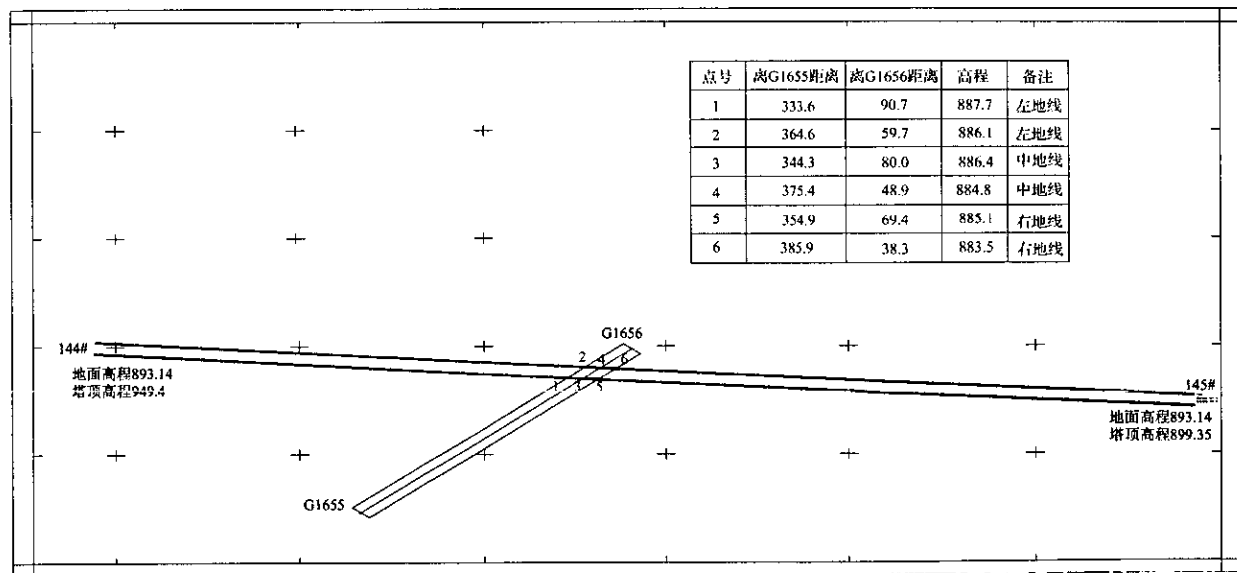 点号 离G1655距离 离G1656距离 高程 备注
1 333.6 90.7 887.7 左地线
2 364.6 59.7 886.1 左地线
3 344.3 80.0 886.4 中地线
4 375.4 48.9 884.8 中地线
5 354.9 69.4 885.1 右地线
6 385.9 38.3 883.5 右地线
G1656
144#
2 4 6
地面高程893.14
塔顶高程949.4
1 5
145#
地面高程893.14
塔顶高程899.35
G1655